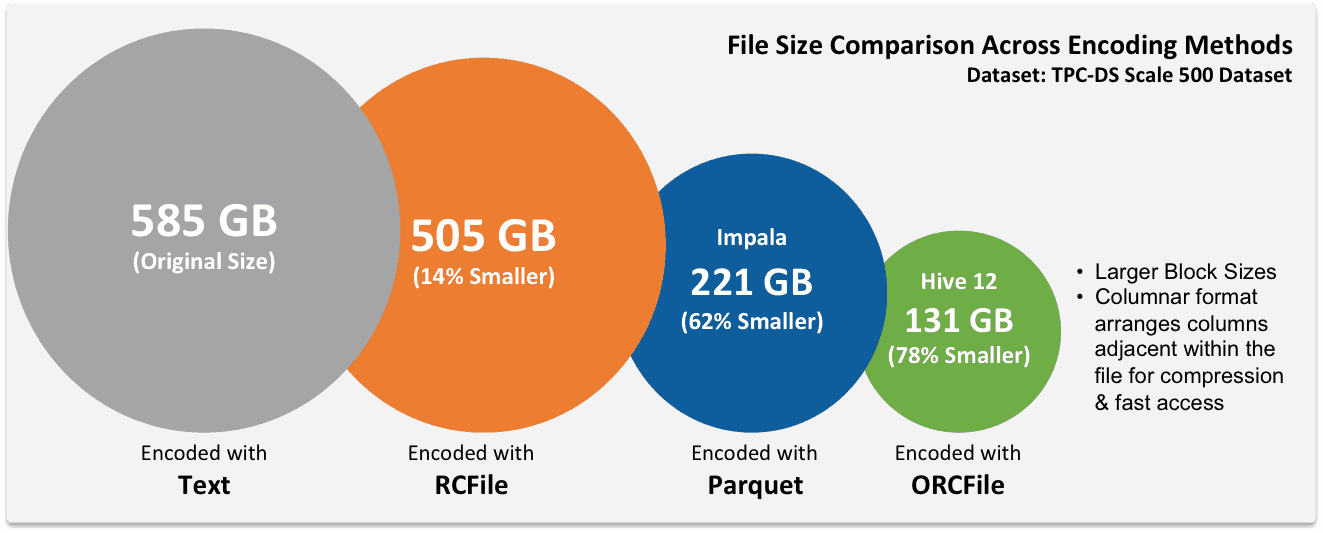 File Size Comparison Across Encoding Methods
Dataset: TPC-DS Scale 500 Dataset
585 GB
(Original Size)
Encoded with
Text
505 GB
(14% Smaller)
Encoded with
RCFile
Impala
221 GB
(62% Smaller)
Encoded with
Parquet
Hive 12
131 GB
(78% Smaller)
Encoded with
ORCFile
• Larger Block Sizes
• Columnar format
arranges columns
adjacent within the
file for compression
& fast access